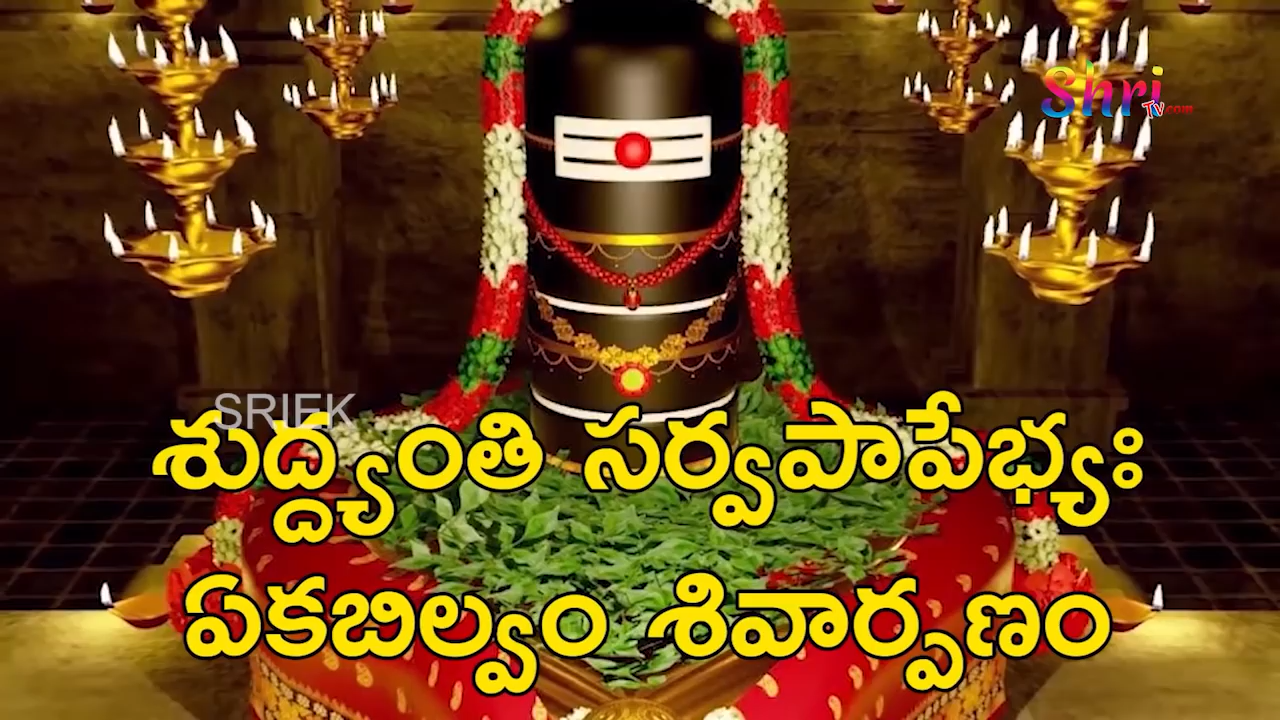 Shri
TV.com
SRIEK
శుద్ద్యంతి సర్వపాపేభ్యః
ఏకబిల్వం శివార్పణం